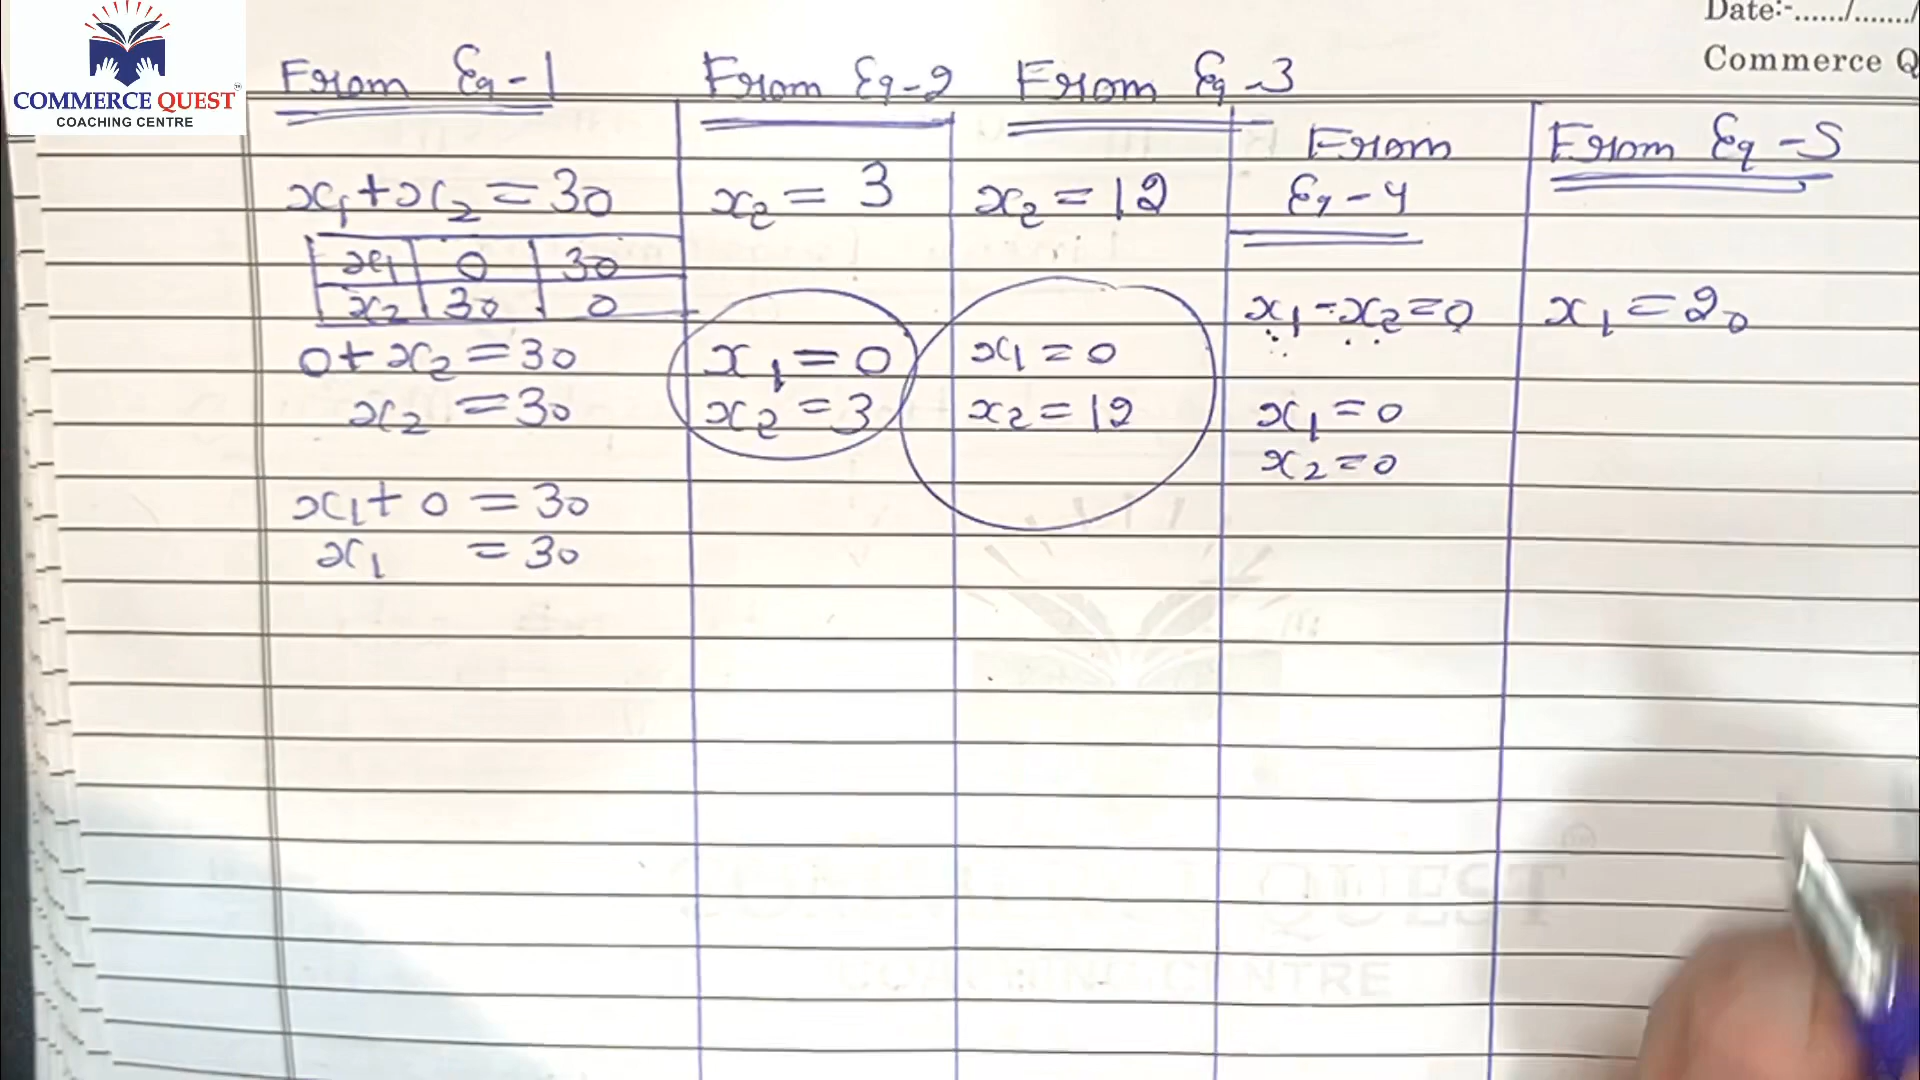 COMMERCE QUEST
COACHING CENTRE
Date:-....../......./
Commerce Q
From Eq-1
x₁+x₂=30
x₁ 0 30
x₂ 30 0
0+x₂=30
x₂=30
x₁+0=30
x₁=30
From Eq-2
x₂=3
x₁=0
x₂=3
From Eq-3
x₂=12
x₁=0
x₂=12
From
Eq-4
x₁-x₂=0
x₁=0
x₂=0
From Eq-5
x₁=20
QUEST
CENTRE